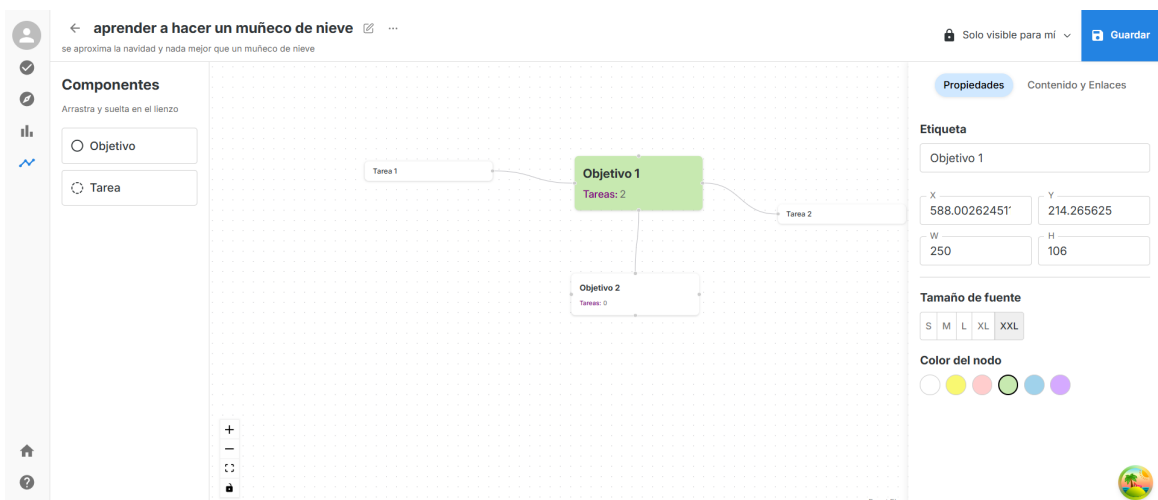 aprender a hacer un muñeco de nieve
se aproxima la navidad y nada mejor que un muñeco de nieve
Solo visible para mí
Guardar
Componentes
Arrastra y suelta en el lienzo
Objetivo
Tarea
Tarea 1
Objetivo 1
Tareas: 2
Tarea 2
Objetivo 2
Tareas: 0
Propiedades
Contenido y Enlaces
Etiqueta
Objetivo 1
X
588.00262451
Y
214.265625
W
250
H
106
Tamaño de fuente
S M L XL XXL
Color del nodo